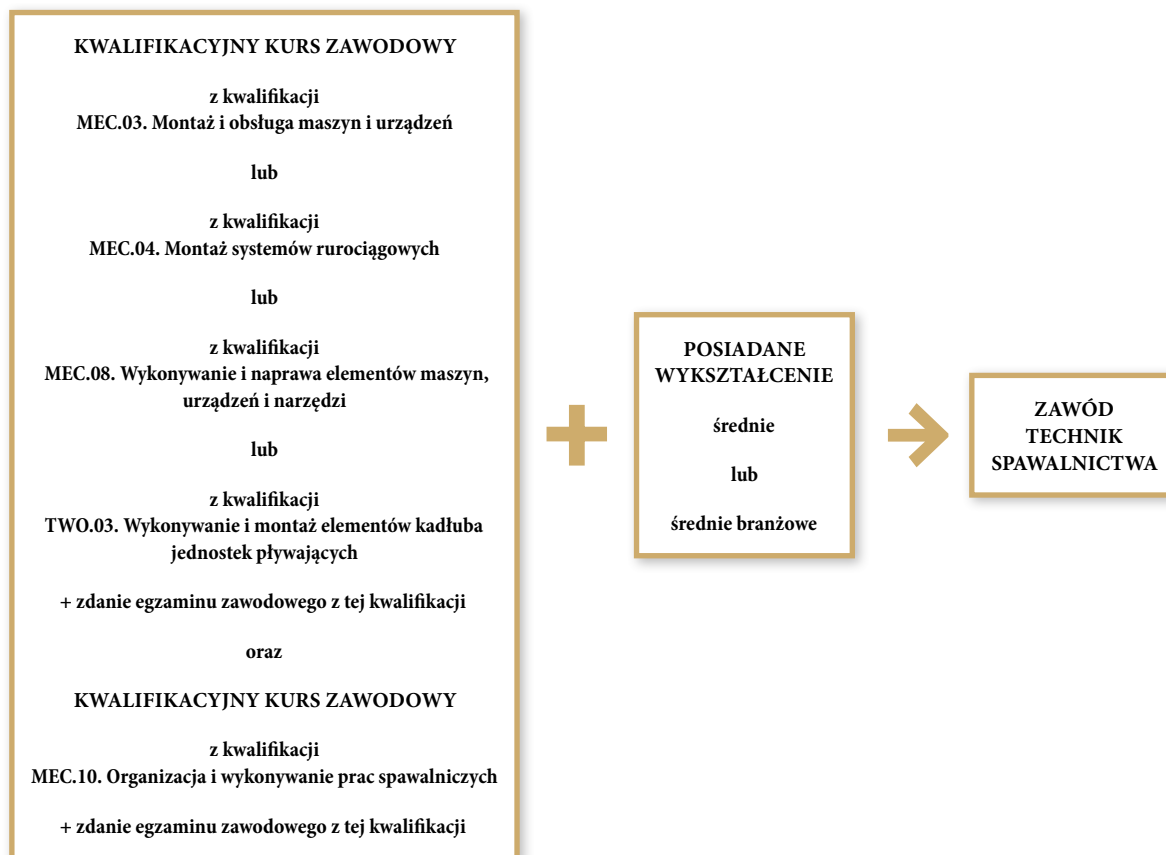 KWALIFIKACYJNY KURS ZAWODOWY
z kwalifikacji
MEC.03. Montaż i obsługa maszyn i urządzeń
lub
z kwalifikacji
MEC.04. Montaż systemów rurociągowych
lub
z kwalifikacji
MEC.08. Wykonywanie i naprawa elementów maszyn,
urządzeń i narzędzi
lub
z kwalifikacji
TWO.03. Wykonywanie i montaż elementów kadłuba
jednostek pływających
+ zdanie egzaminu zawodowego z tej kwalifikacji
oraz
KWALIFIKACYJNY KURS ZAWODOWY
z kwalifikacji
MEC.10. Organizacja i wykonywanie prac spawalniczych
+ zdanie egzaminu zawodowego z tej kwalifikacji
POSIADANE
WYKSZTAŁCENIE
średnie
lub
średnie branżowe
ZAWÓD
TECHNIK
SPAWALNICTWA